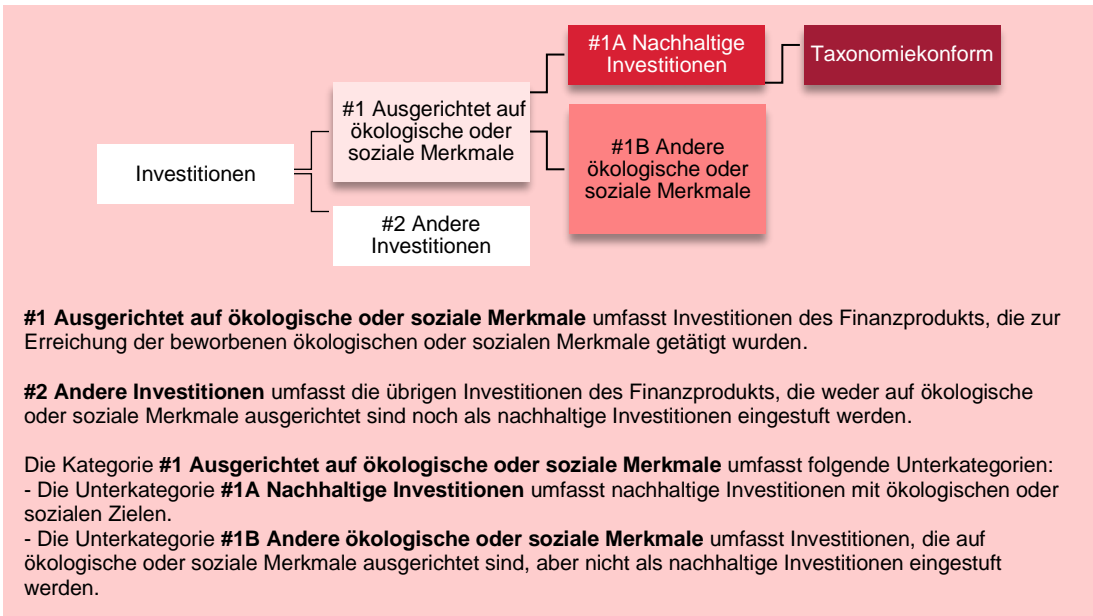 #1A Nachhaltige
Investitionen
Taxonomiekonform
#1 Ausgerichtet auf
ökologische oder
soziale Merkmale
#1B Andere
ökologische oder
soziale Merkmale
Investitionen
#2 Andere
Investitionen
#1 Ausgerichtet auf ökologische oder soziale Merkmale umfasst Investitionen des Finanzprodukts, die zur
Erreichung der beworbenen ökologischen oder sozialen Merkmale getätigt wurden.
#2 Andere Investitionen umfasst die übrigen Investitionen des Finanzprodukts, die weder auf ökologische
oder soziale Merkmale ausgerichtet sind noch als nachhaltige Investitionen eingestuft werden.
Die Kategorie #1 Ausgerichtet auf ökologische oder soziale Merkmale umfasst folgende Unterkategorien:
- Die Unterkategorie #1A Nachhaltige Investitionen umfasst nachhaltige Investitionen mit ökologischen oder
sozialen Zielen.
- Die Unterkategorie #1B Andere ökologische oder soziale Merkmale umfasst Investitionen, die auf
ökologische oder soziale Merkmale ausgerichtet sind, aber nicht als nachhaltige Investitionen eingestuft
werden.